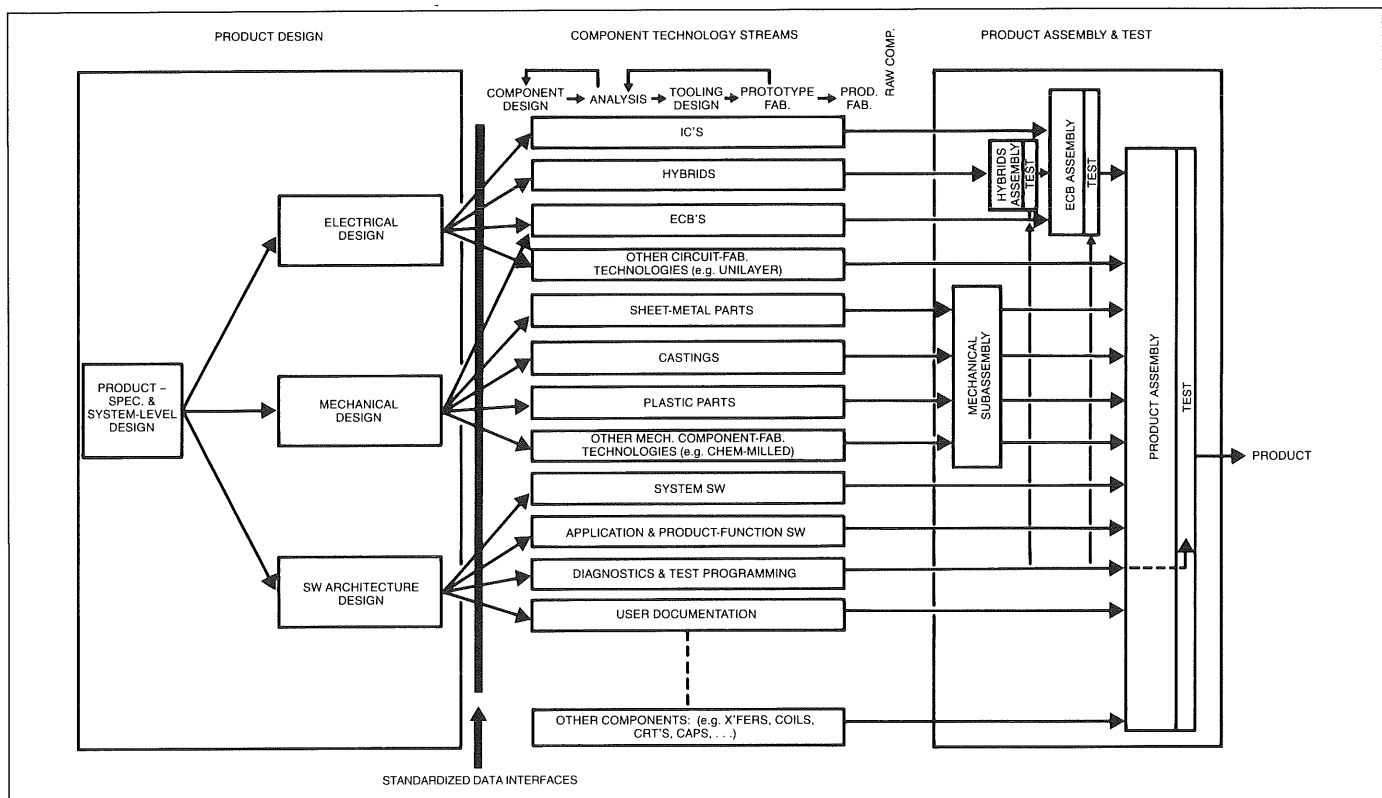 PRODUCT DESIGN
COMPONENT TECHNOLOGY STREAMS
RAW COMP.
PRODUCT ASSEMBLY & TEST
COMPONENT
DESIGN
ANALYSIS
TOOLING
DESIGN
PROTOTYPE
FAB.
PROD.
FAB.
IC'S
HYBRIDS
ECB'S
OTHER CIRCUIT-FAB.
TECHNOLOGIES (e.g. UNILAYER)
SHEET-METAL PARTS
CASTINGS
PLASTIC PARTS
OTHER MECH. COMPONENT-FAB.
TECHNOLOGIES (e.g. CHEM-MILLED)
SYSTEM SW
APPLICATION & PRODUCT-FUNCTION SW
DIAGNOSTICS & TEST PROGRAMMING
USER DOCUMENTATION
OTHER COMPONENTS: (e.g. X'FERS, COILS,
CRT'S, CAPS, . . .)
PRODUCT –
SPEC. &
SYSTEM-LEVEL
DESIGN
ELECTRICAL
DESIGN
MECHANICAL
DESIGN
SW ARCHITECTURE
DESIGN
HYBRIDS
ASSEMBLY
TEST
ECB ASSEMBLY
TEST
MECHANICAL
SUBASSEMBLY
PRODUCT ASSEMBLY
TEST
PRODUCT
STANDARDIZED DATA INTERFACES